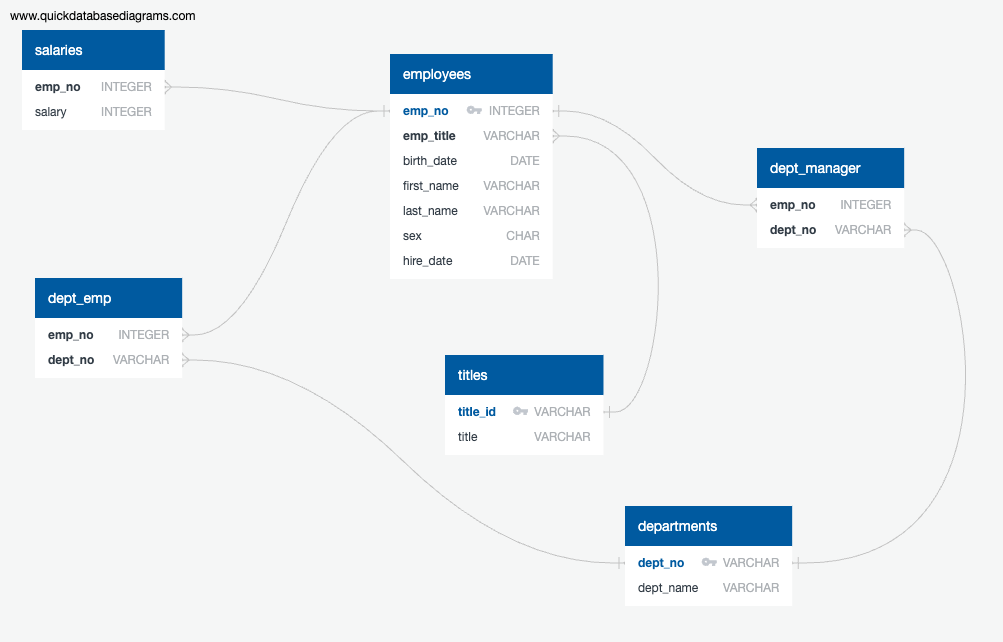 www.quickdatabasediagrams.com
salaries
emp_no INTEGER
salary INTEGER
employees
emp_no INTEGER
emp_title VARCHAR
birth_date DATE
first_name VARCHAR
last_name VARCHAR
sex CHAR
hire_date DATE
dept_manager
emp_no INTEGER
dept_no VARCHAR
dept_emp
emp_no INTEGER
dept_no VARCHAR
titles
title_id VARCHAR
title VARCHAR
departments
dept_no VARCHAR
dept_name VARCHAR